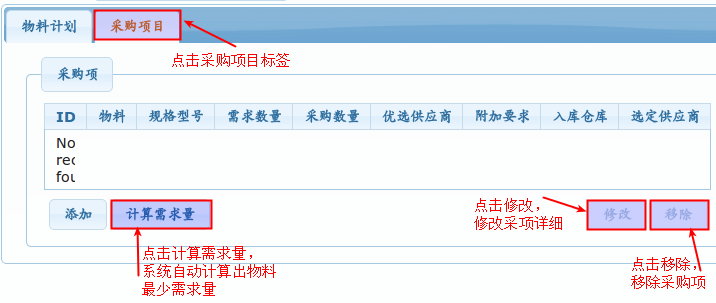 物料计划 采购项目
点击采购项目标签
采购项
ID 物料 规格型号 需求数量 采购数量 优选供应商 附加要求 入库仓库 选定供应商
No
rec
fou
添加 计算需求量 修改 移除
点击修改，
修改采项详细
点击计算需求量，
系统自动计算出物料
最少需求量
点击移除，
移除采购项